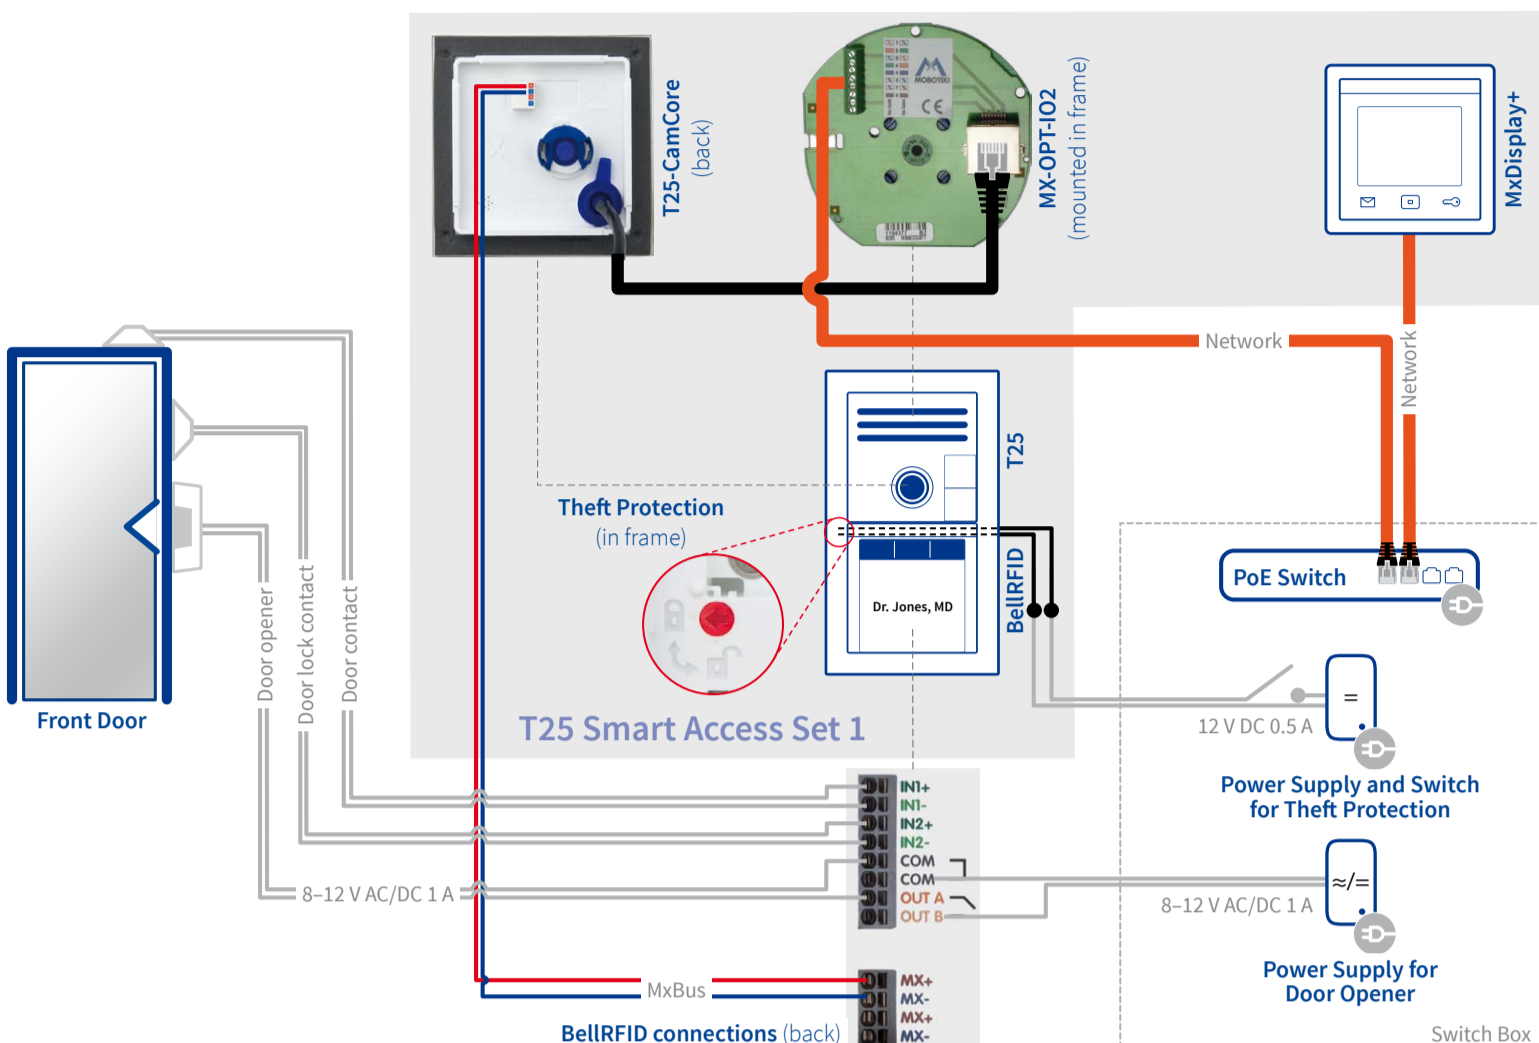 T25-CamCore
(back)
MOBOTIX
CE
MX-OPT-IO2
(mounted in frame)
MxDisplay+
Network
Network
T25
Theft Protection
(in frame)
BellRFID
Dr. Jones, MD
PoE Switch
Door opener
Door lock contact
Door contact
Front Door
T25 Smart Access Set 1
=
12 V DC 0.5 A
Power Supply and Switch
for Theft Protection
IN1+
IN1-
IN2+
IN2-
COM
COM
OUT A
OUT B
8–12 V AC/DC 1 A
≈/=
8–12 V AC/DC 1 A
Power Supply for
Door Opener
MX+
MX-
MX+
MX-
MxBus
BellRFID connections (back)
Switch Box